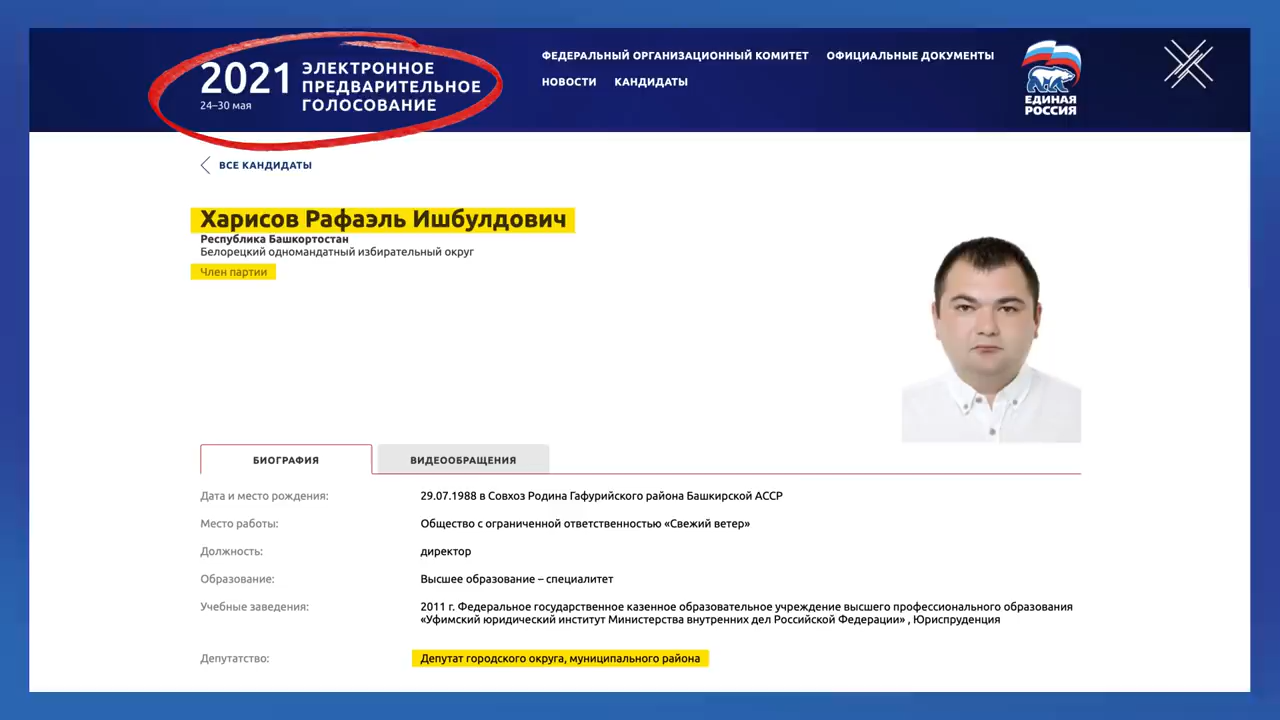 2021 ЭЛЕКТРОННОЕ
ПРЕДВАРИТЕЛЬНОЕ
ГОЛОСОВАНИЕ
24–30 мая
ФЕДЕРАЛЬНЫЙ ОРГАНИЗАЦИОННЫЙ КОМИТЕТ ОФИЦИАЛЬНЫЕ ДОКУМЕНТЫ
НОВОСТИ КАНДИДАТЫ
ЕДИНАЯ
РОССИЯ
ВСЕ КАНДИДАТЫ
Харисов Рафаэль Ишбулдович
Республика Башкортостан
Белорецкий одномандатный избирательный округ
Член партии
БИОГРАФИЯ ВИДЕООБРАЩЕНИЯ
Дата и место рождения: 29.07.1988 в Совхоз Родина Гафурийского района Башкирской АССР
Место работы: Общество с ограниченной ответственностью «Свежий ветер»
Должность: директор
Образование: Высшее образование – специалитет
Учебные заведения: 2011 г. Федеральное государственное казенное образовательное учреждение высшего профессионального образования
«Уфимский юридический институт Министерства внутренних дел Российской Федерации» , Юриспруденция
Депутатство: Депутат городского округа, муниципального района